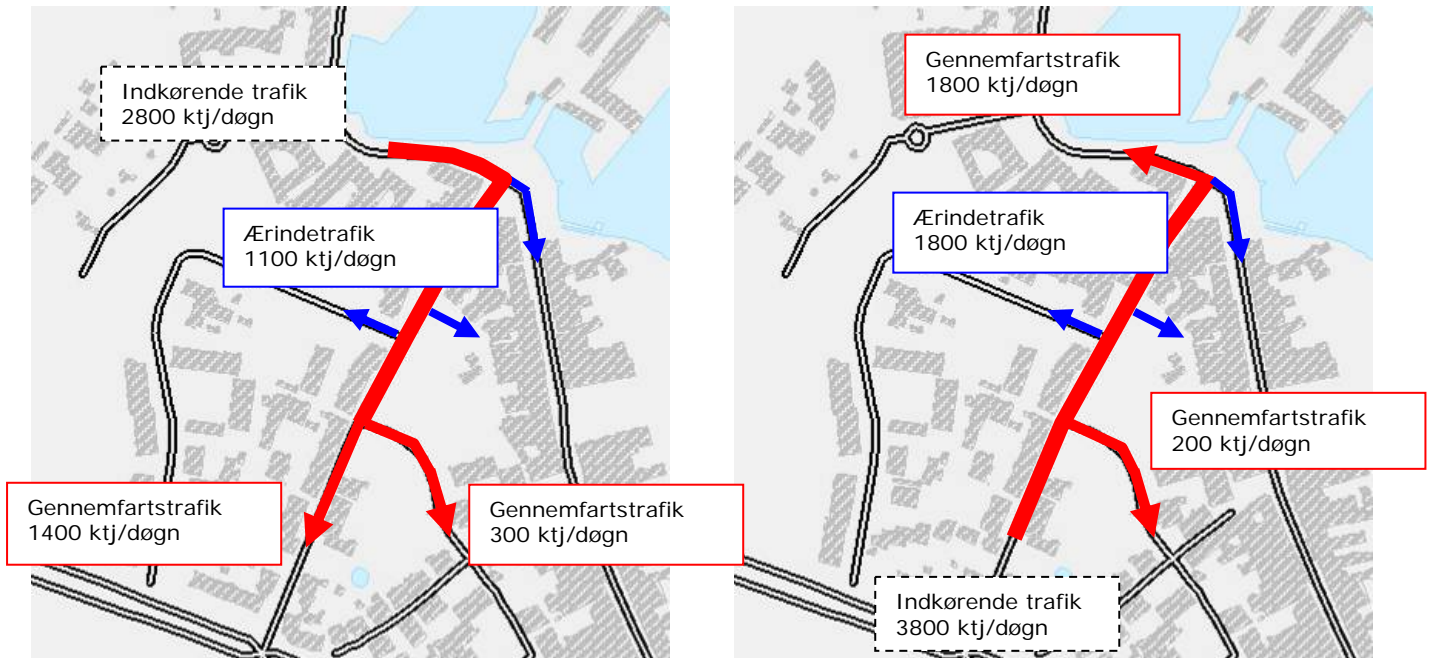 Indkørende trafik
2800 ktj/døgn
Ærindetrafik
1100 ktj/døgn
Gennemfartstrafik
1400 ktj/døgn
Gennemfartstrafik
300 ktj/døgn
Gennemfartstrafik
1800 ktj/døgn
Ærindetrafik
1800 ktj/døgn
Gennemfartstrafik
200 ktj/døgn
Indkørende trafik
3800 ktj/døgn